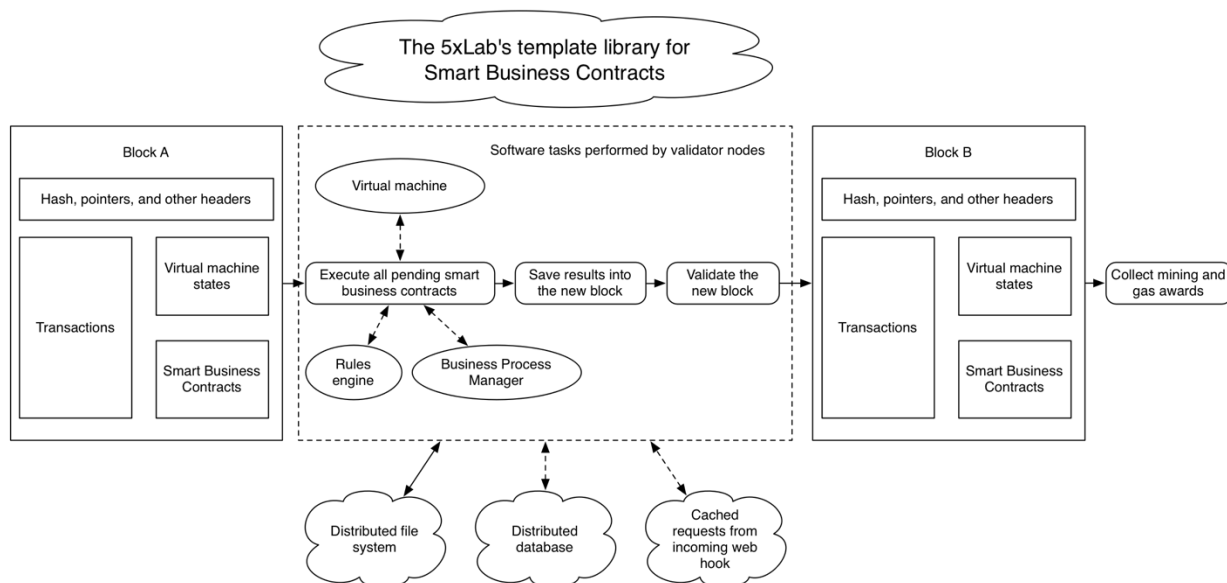 The 5xLab's template library for
Smart Business Contracts
Block A
Hash, pointers, and other headers
Transactions
Virtual machine
states
Smart Business
Contracts
Software tasks performed by validator nodes
Virtual machine
Execute all pending smart
business contracts
Save results into
the new block
Validate the
new block
Rules
engine
Business Process
Manager
Block B
Hash, pointers, and other headers
Transactions
Virtual machine
states
Smart Business
Contracts
Collect mining and
gas awards
Distributed file
system
Distributed
database
Cached
requests from
incoming web
hook